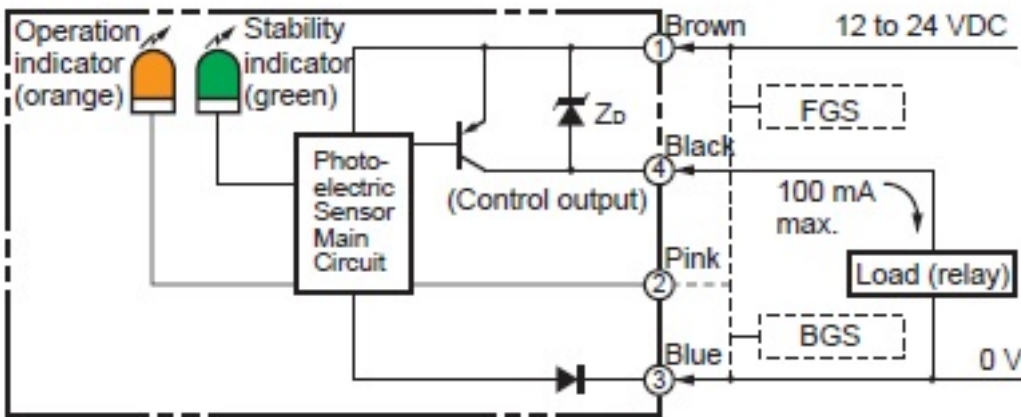 Operation
indicator
(orange)
Stability
indicator
(green)
Photo-
electric
Sensor
Main
Circuit
ZD
(Control output)
Brown
1
12 to 24 VDC
FGS
Black
4
100 mA
max.
Pink
2
Load (relay)
BGS
Blue
3
0 V